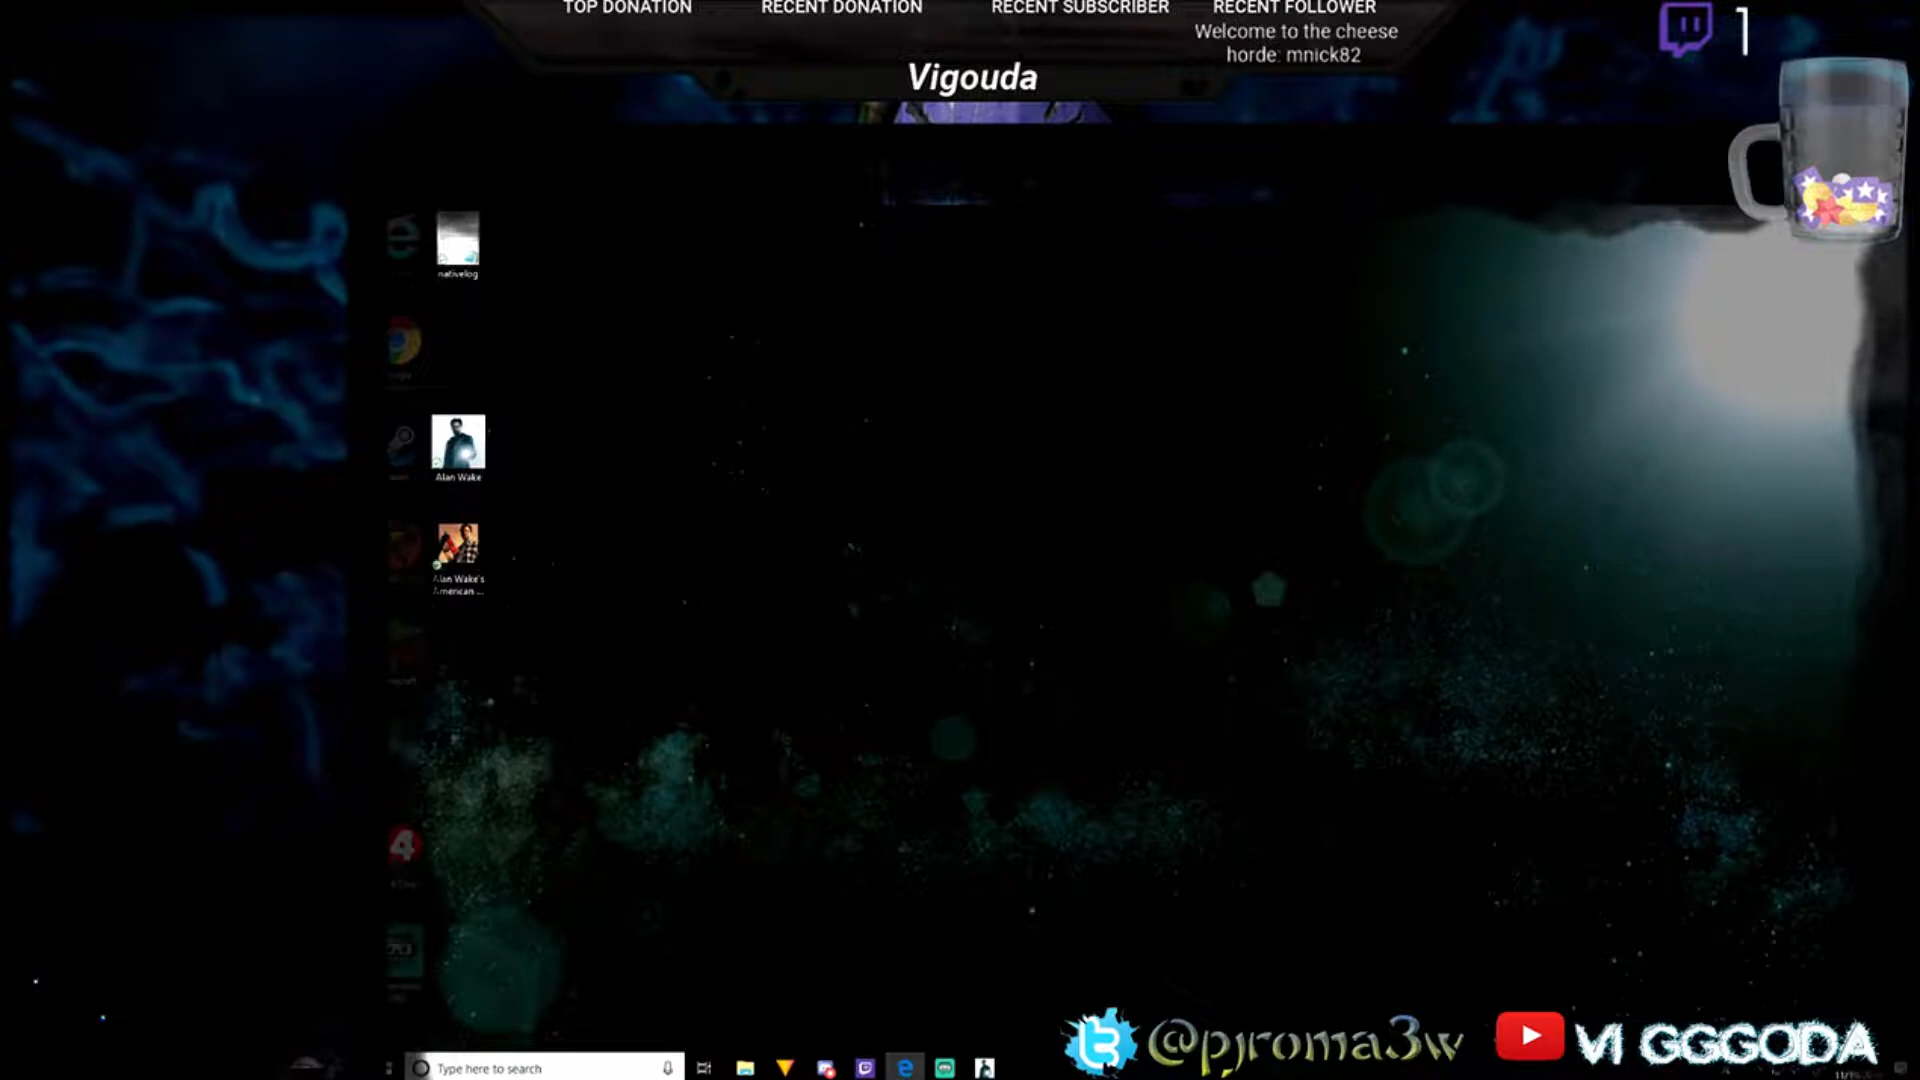 TOP DONATION
RECENT DONATION
RECENT SUBSCRIBER
RECENT FOLLOWER
Welcome to the cheese
horde: mnick82
1
Vigouda
nativelog
Alan Wake
Alan Wake's
American ...
4
Type here to search
@pjroma3w
VI GGGODA